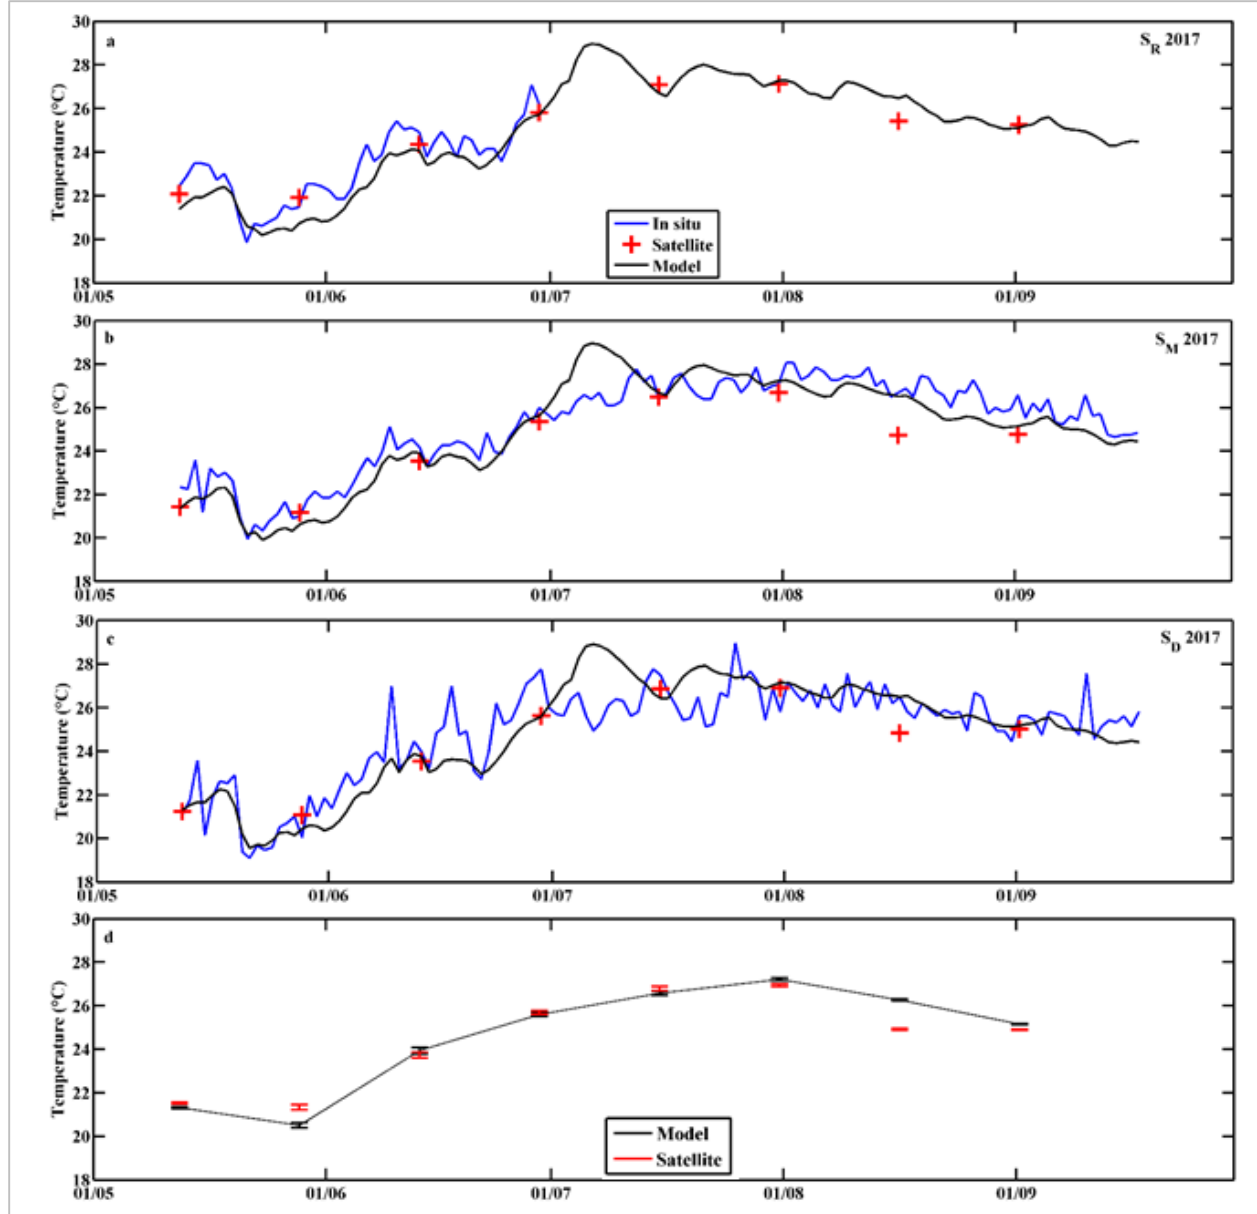 30
28
26
24
22
20
18
Temperature (°C)
a
S_R 2017
In situ
Satellite
Model
01/05 01/06 01/07 01/08 01/09
30
28
26
24
22
20
18
Temperature (°C)
b
S_M 2017
01/05 01/06 01/07 01/08 01/09
30
28
26
24
22
20
18
Temperature (°C)
c
S_D 2017
01/05 01/06 01/07 01/08 01/09
30
28
26
24
22
20
18
Temperature (°C)
d
Model
Satellite
01/05 01/06 01/07 01/08 01/09